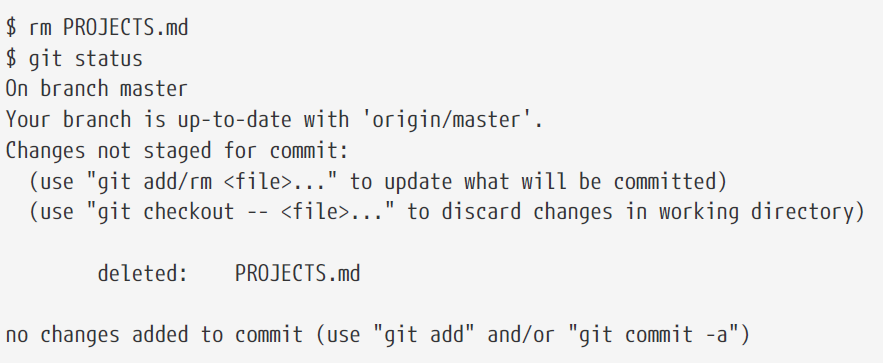 $ rm PROJECTS.md
$ git status
On branch master
Your branch is up-to-date with 'origin/master'.
Changes not staged for commit:
  (use "git add/rm <file>..." to update what will be committed)
  (use "git checkout -- <file>..." to discard changes in working directory)
        deleted:    PROJECTS.md
no changes added to commit (use "git add" and/or "git commit -a")